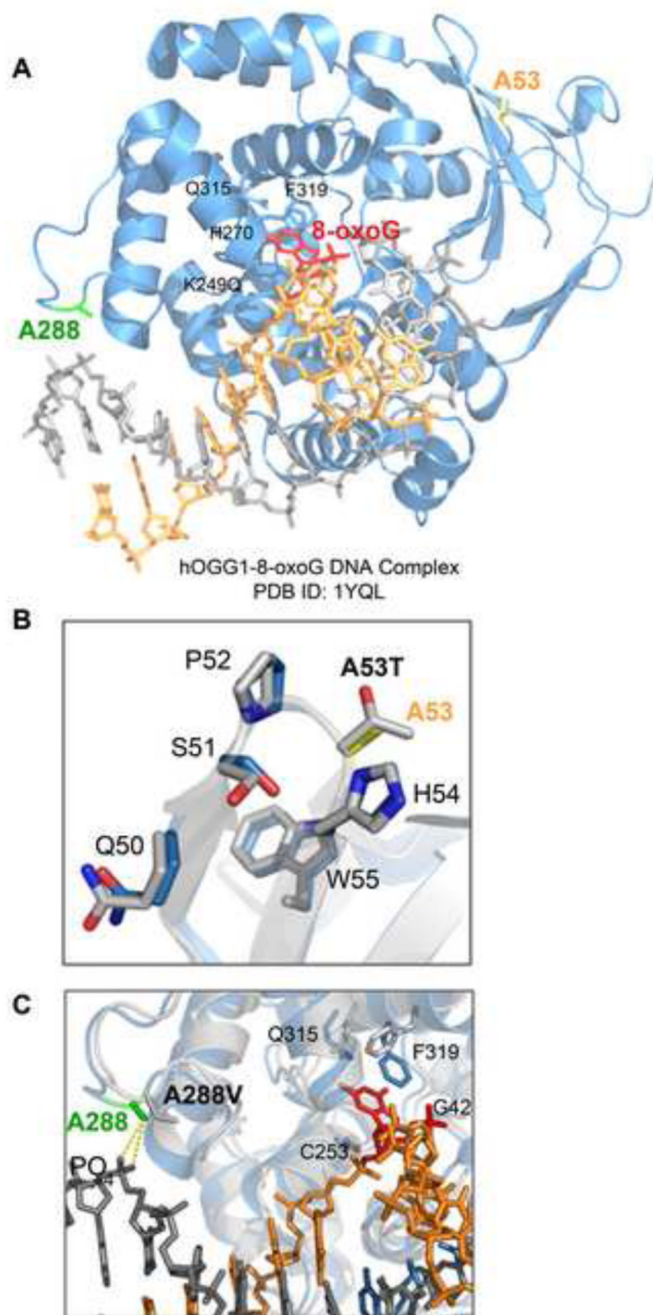 A
A53
Q315
F319
8-oxoG
H270
K249Q
A288
hOGG1-8-oxoG DNA Complex
PDB ID: 1YQL
B
P52
A53T
A53
S51
H54
Q50
W55
C
Q315
F319
A288
A288V
G42
C253
PO4